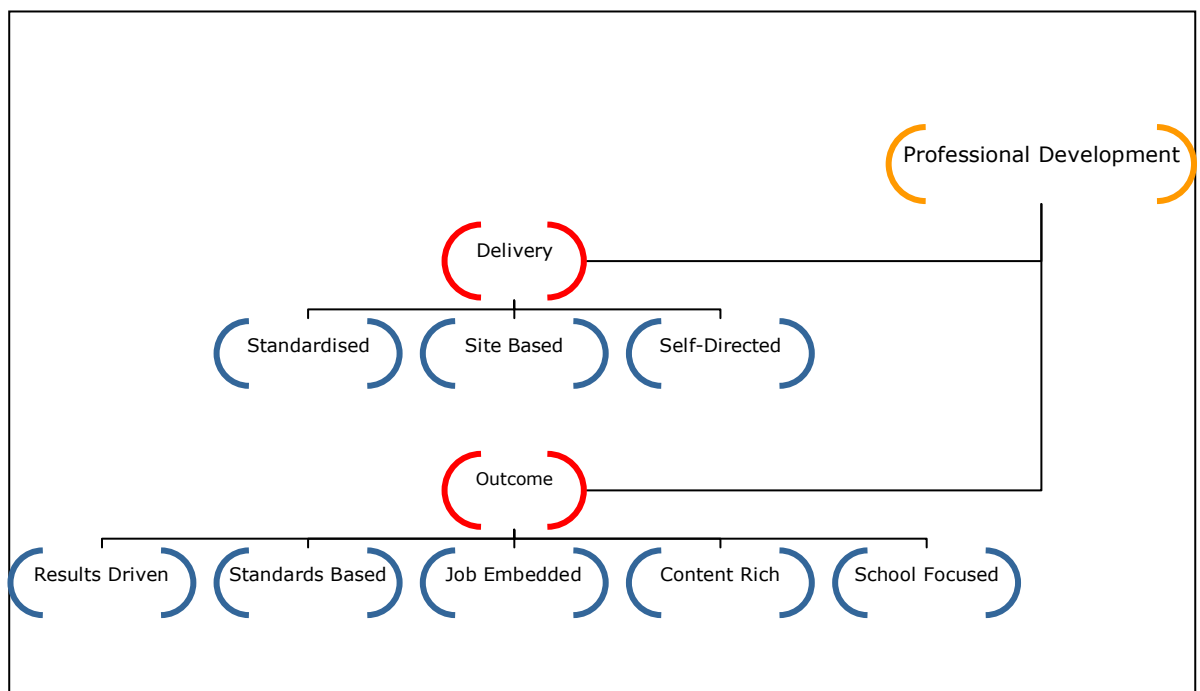 Professional Development
Delivery
Standardised
Site Based
Self-Directed
Outcome
Results Driven
Standards Based
Job Embedded
Content Rich
School Focused